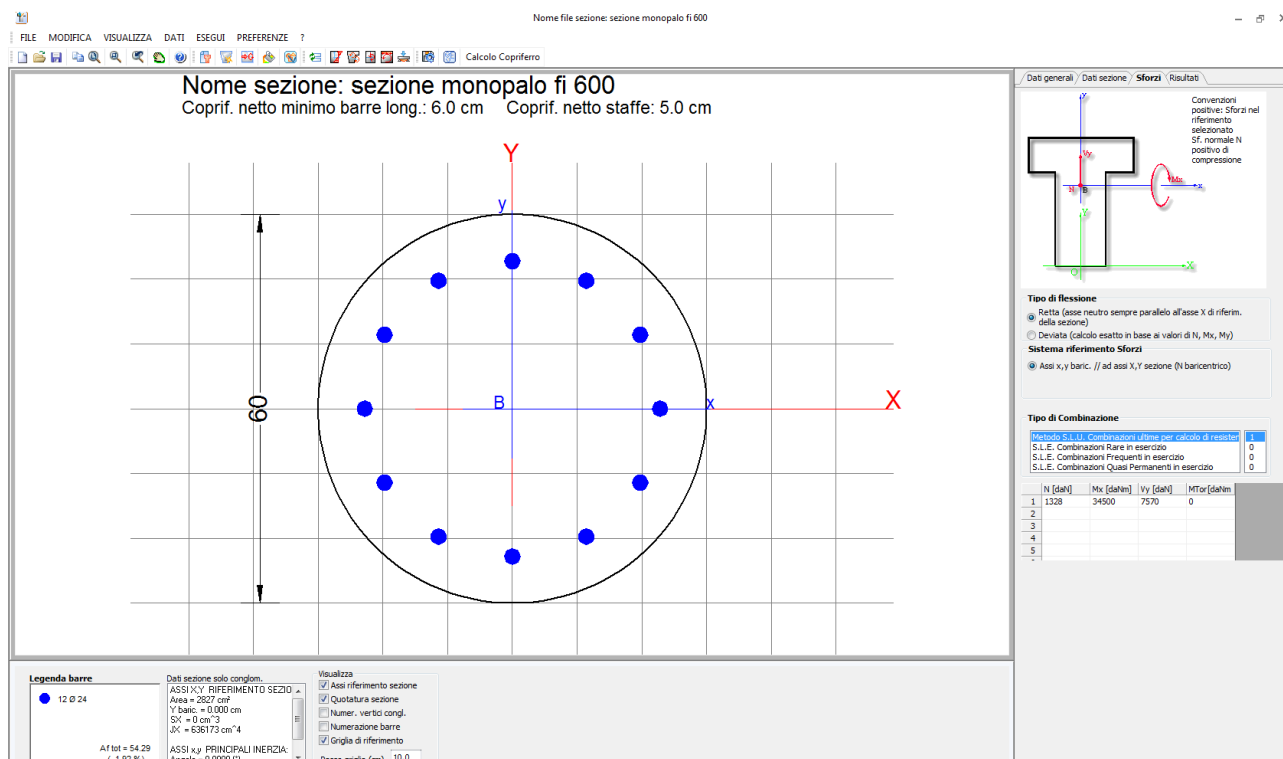 Nome file sezione: sezione monopalo fi 600
FILE MODIFICA VISUALIZZA DATI ESEGUI PREFERENZE ?
Calcolo Copriferro
Nome sezione: sezione monopalo fi 600
Coprif. netto minimo barre long.: 6.0 cm Coprif. netto staffe: 5.0 cm
Y
y
B
x
X
60
Dati generali Dati sezione Sforzi Risultati
Convenzioni
positive: Sforzi nel
riferimento
selezionato
Sf. normale N
positivo di
compressione
y
Vy
Mx
N
B
x
Y
X
Tipo di flessione
Retta (asse neutro sempre parallelo all'asse X di riferim.
della sezione)
Deviata (calcolo esatto in base ai valori di N, Mx, My)
Sistema riferimento Sforzi
Assi x,y baric. // ad assi X,Y sezione (N baricentrico)
Tipo di Combinazione
Metodo S.L.U. Combinazioni ultime per calcolo di resister 1
S.L.E. Combinazioni Rare in esercizio 0
S.L.E. Combinazioni Frequenti in esercizio 0
S.L.E. Combinazioni Quasi Permanenti in esercizio 0
N [daN] Mx [daNm] Vy [daN] MTor[daNm
1 1328 34500 7570 0
2
3
4
5
Legenda barre
12 Ø 24
Af tot = 54.29
Dati sezione solo conglom.
ASSI X,Y RIFERIMENTO SEZIO
Area = 2827 cm²
Y baric. = 0.000 cm
SX = 0 cm^3
JX = 636173 cm^4
ASSI x,y PRINCIPALI INERZIA:
Visualizza
Assi riferimento sezione
Quotatura sezione
Numer. vertici congl.
Numerazione barre
Griglia di riferimento